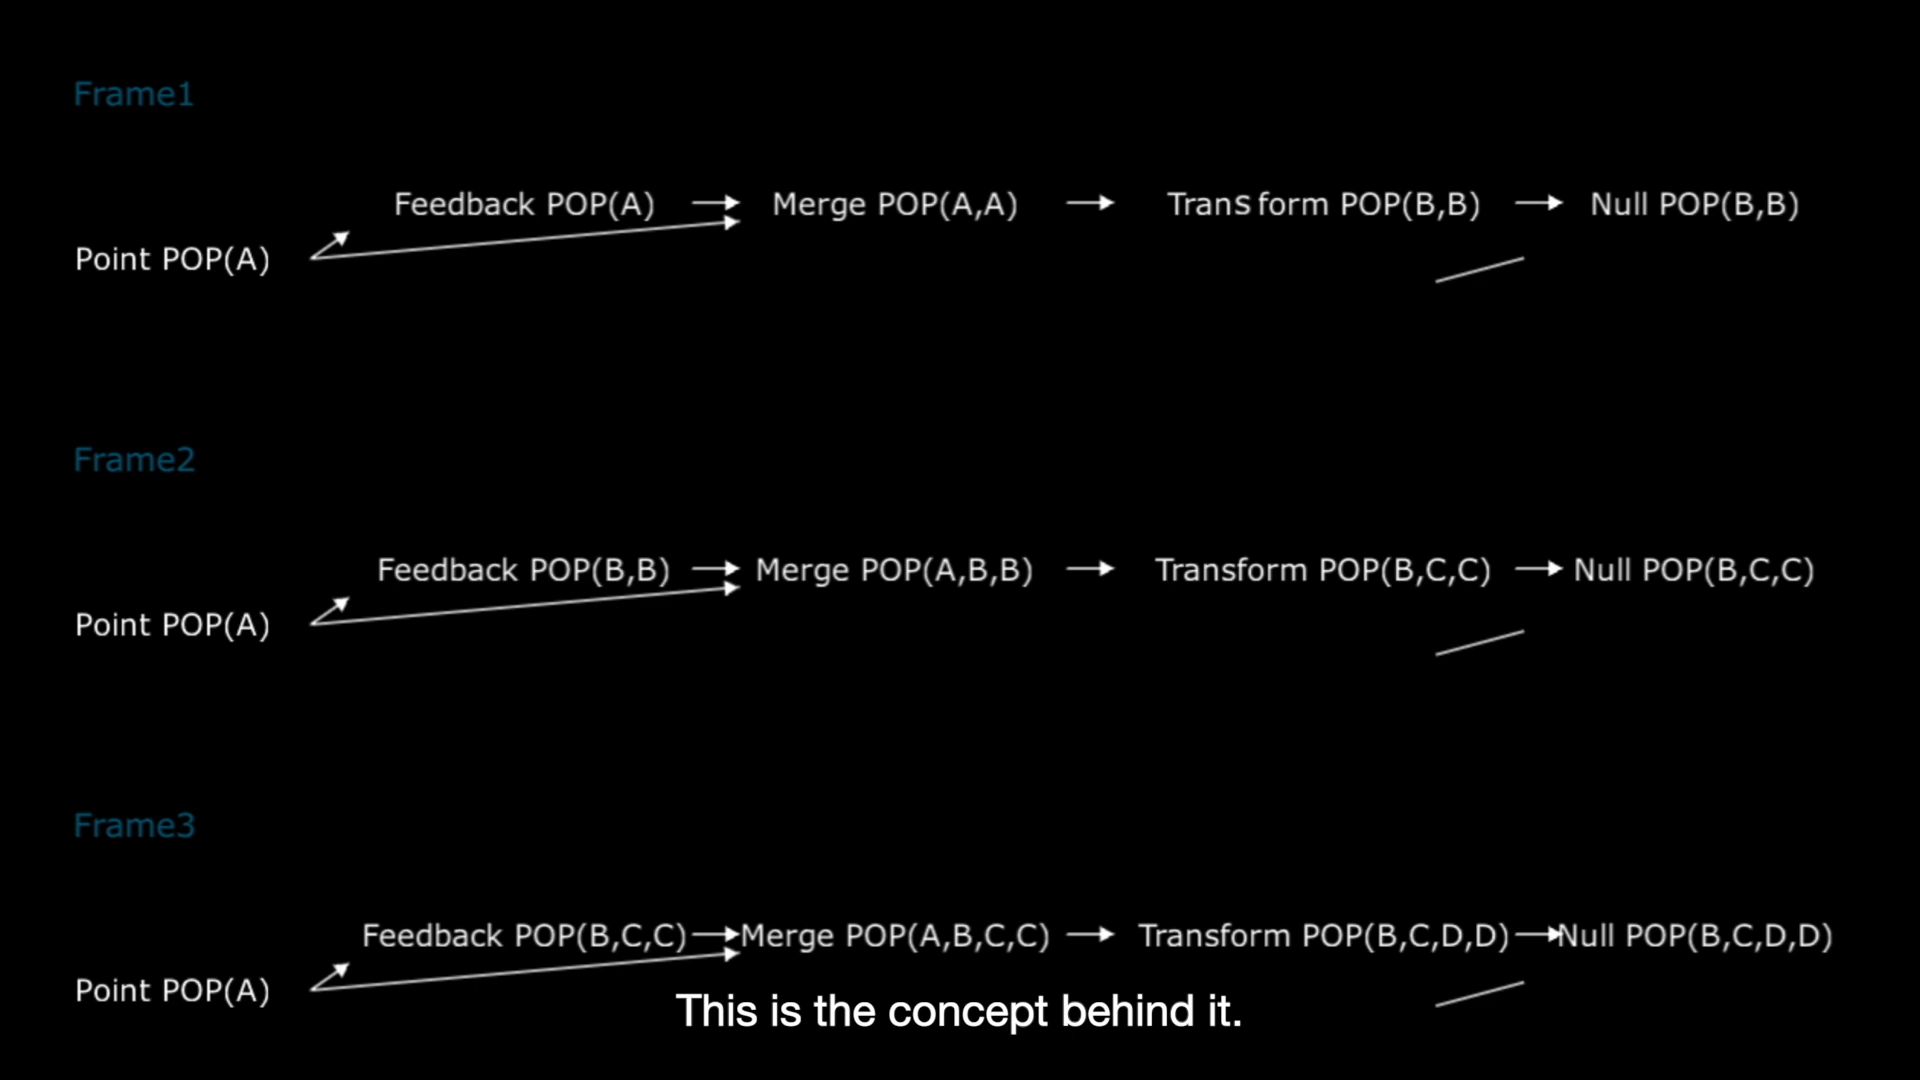 Frame1
Feedback POP(A) → Merge POP(A,A) → Transform POP(B,B) → Null POP(B,B)
Point POP(A)
Frame2
Feedback POP(B,B) → Merge POP(A,B,B) → Transform POP(B,C,C) → Null POP(B,C,C)
Point POP(A)
Frame3
Feedback POP(B,C,C) → Merge POP(A,B,C,C) → Transform POP(B,C,D,D) → Null POP(B,C,D,D)
Point POP(A)
This is the concept behind it.